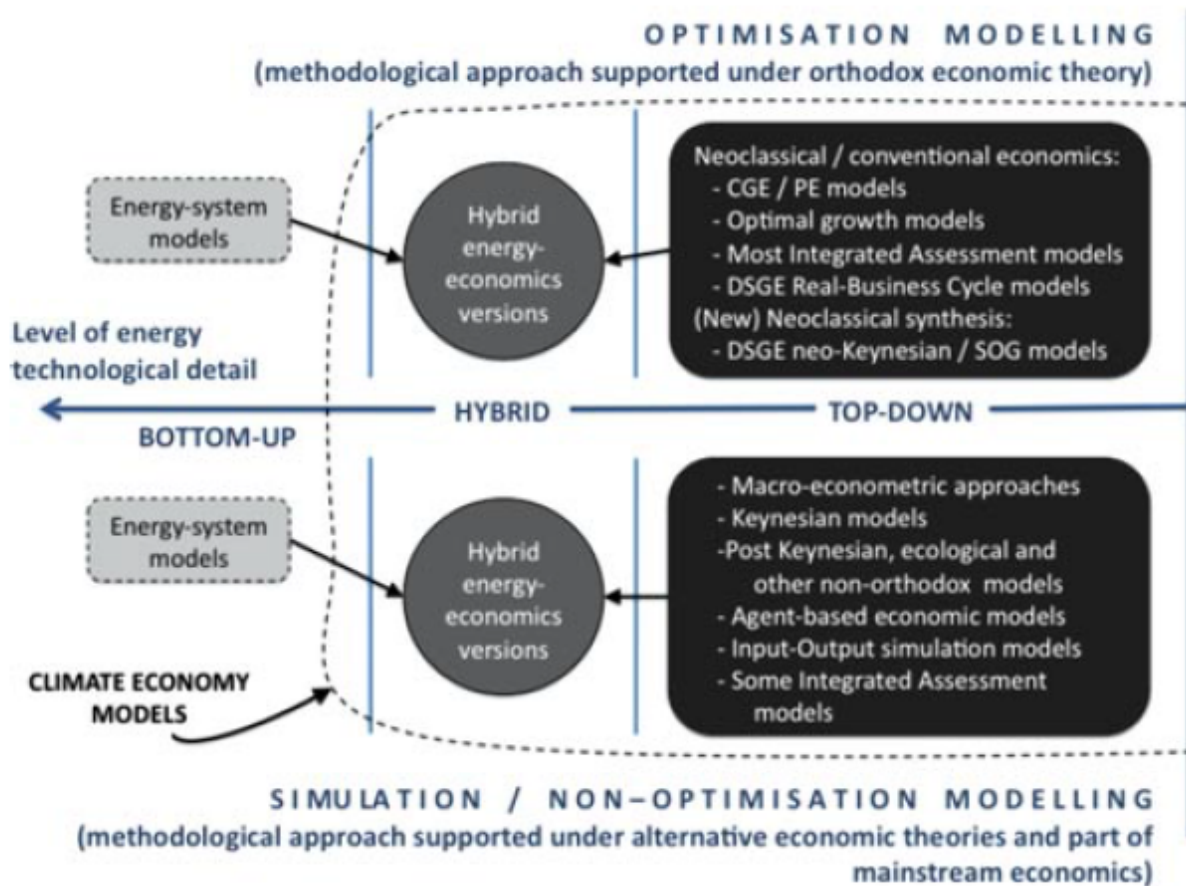 OPTIMISATION MODELLING
(methodological approach supported under orthodox economic theory)
Energy-system
models
Hybrid
energy-
economics
versions
Neoclassical / conventional economics:
- CGE / PE models
- Optimal growth models
- Most Integrated Assessment models
- DSGE Real-Business Cycle models
(New) Neoclassical synthesis:
- DSGE neo-Keynesian / SOG models
Level of energy
technological detail
BOTTOM-UP
HYBRID
TOP-DOWN
Energy-system
models
Hybrid
energy-
economics
versions
- Macro-econometric approaches
- Keynesian models
-Post Keynesian, ecological and
other non-orthodox models
- Agent-based economic models
- Input-Output simulation models
- Some Integrated Assessment
models
CLIMATE ECONOMY
MODELS
SIMULATION / NON-OPTIMISATION MODELLING
(methodological approach supported under alternative economic theories and part of
mainstream economics)